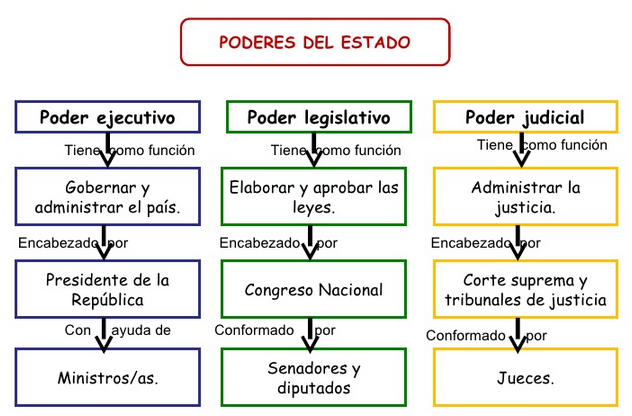 PODERES DEL ESTADO
Poder ejecutivo
Tiene como función
Gobernar y
administrar el país.
Encabezado por
Presidente de la
República
Con ayuda de
Ministros/as.
Poder legislativo
Tiene como función
Elaborar y aprobar las
leyes.
Encabezado por
Congreso Nacional
Conformado por
Senadores y
diputados
Poder judicial
Tiene como función
Administrar la
justicia.
Encabezado por
Corte suprema y
tribunales de justicia
Conformado por
Jueces.